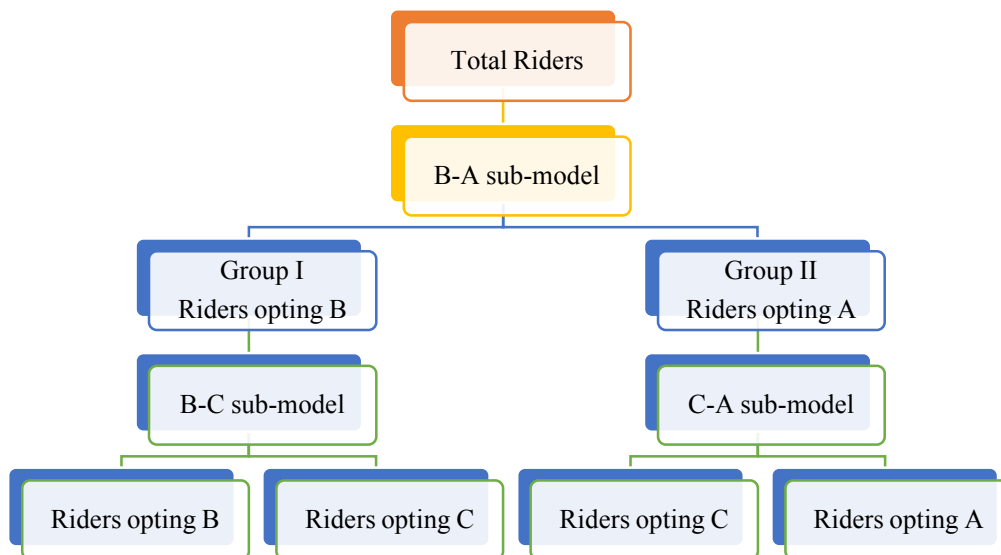 Total Riders
B-A sub-model
Group I
Riders opting B
Group II
Riders opting A
B-C sub-model
C-A sub-model
Riders opting B
Riders opting C
Riders opting C
Riders opting A